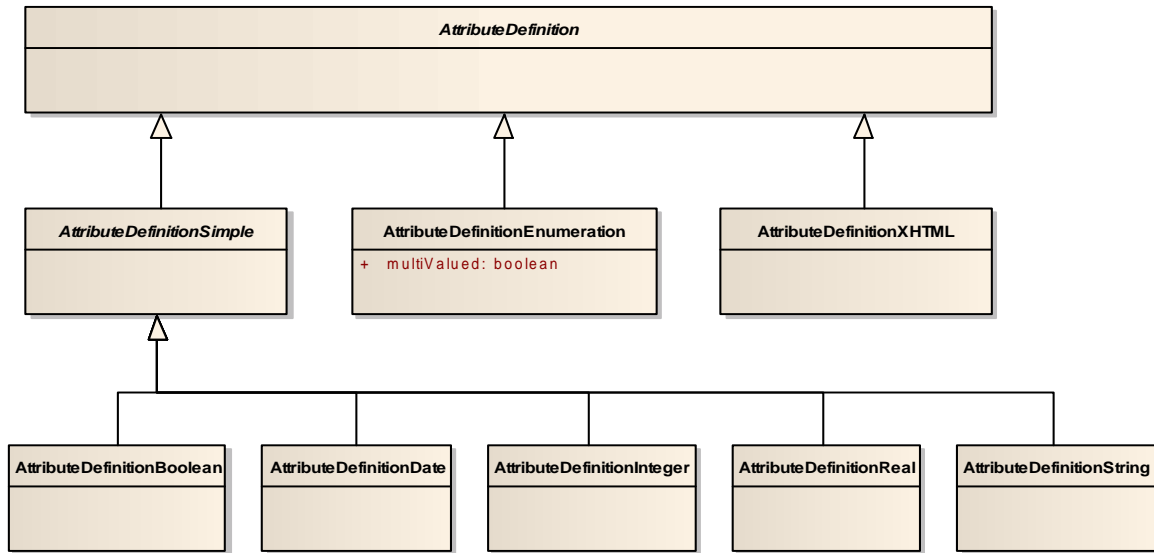 AttributeDefinition
AttributeDefinitionSimple
AttributeDefinitionEnumeration
+ multiValued: boolean
AttributeDefinitionXHTML
AttributeDefinitionBoolean
AttributeDefinitionDate
AttributeDefinitionInteger
AttributeDefinitionReal
AttributeDefinitionString